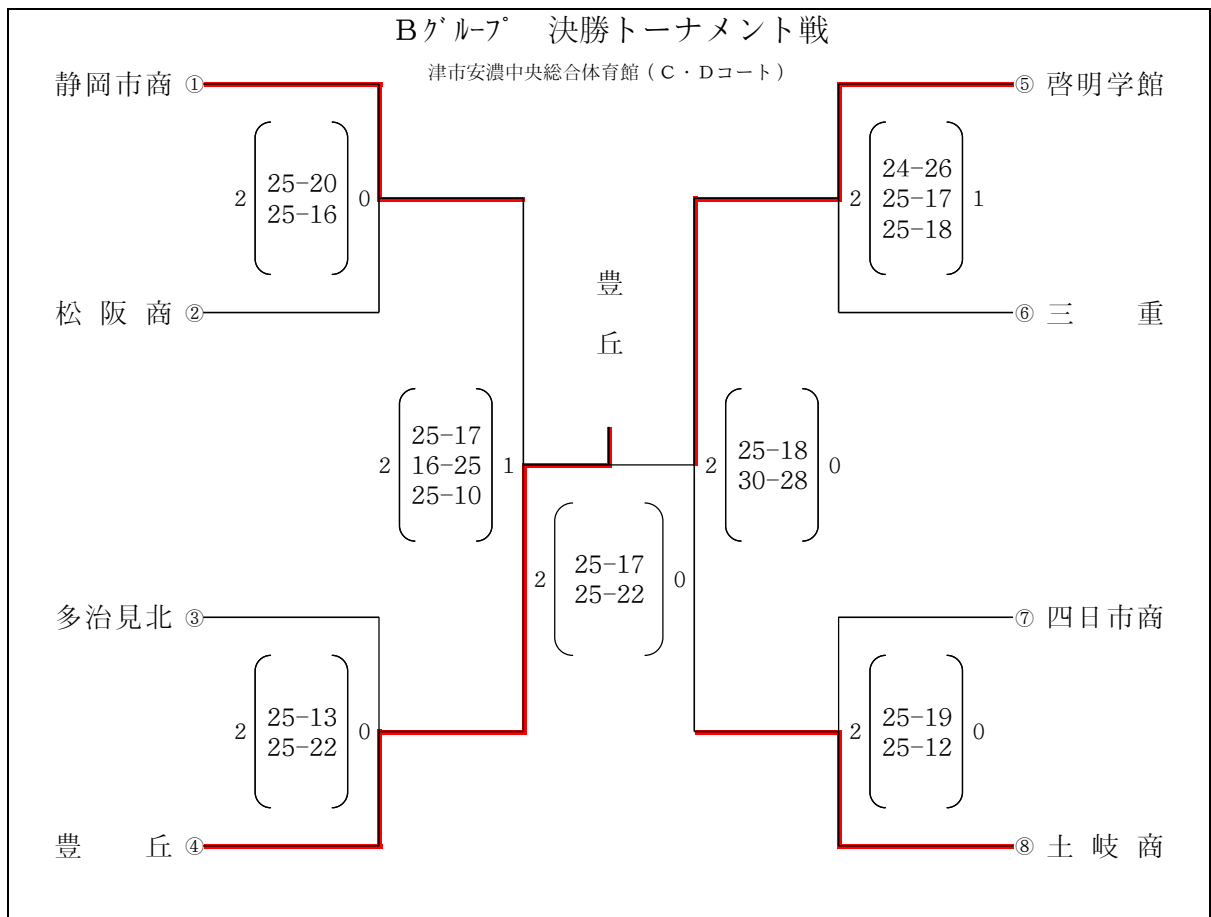 Bグループ 決勝トーナメント戦
津市安濃中央総合体育館(C・Dコート)
静岡市商 ①
⑤ 啓明学館
2 25-20 0
25-16
24-26
2 25-17 1
25-18
松阪商 ②
⑥ 三重
豊丘
25-17
2 16-25 1
25-10
2 25-18 0
30-28
2 25-17 0
25-22
多治見北 ③
⑦ 四日市商
2 25-13 0
25-22
2 25-19 0
25-12
豊丘 ④
⑧ 土岐商